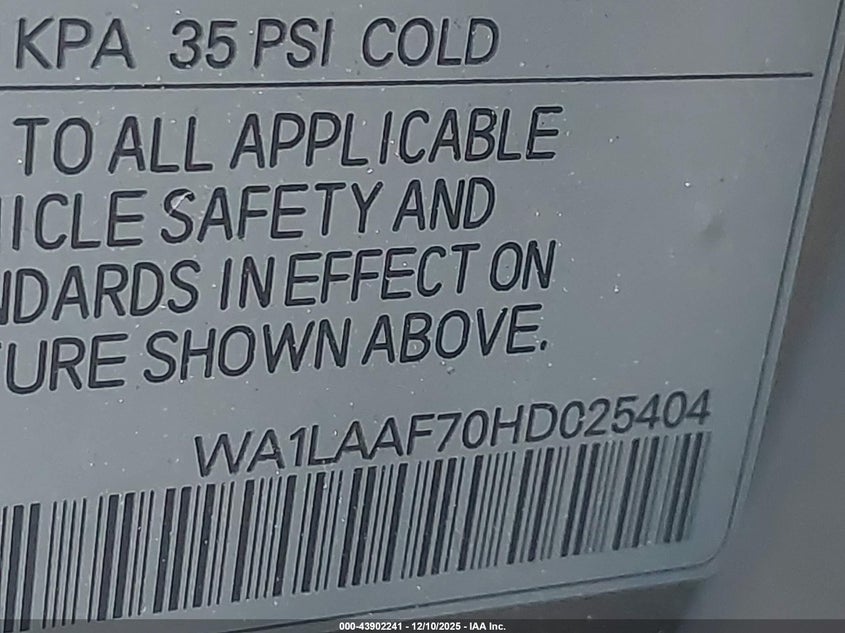 KPA 35 PSI COLD
TO ALL APPLICABLE
ICLE SAFETY AND
NDARDS IN EFFECT ON
URE SHOWN ABOVE.
WA1LAAF70HD025404
000-43902241 - 12/10/2025 - IAA Inc.